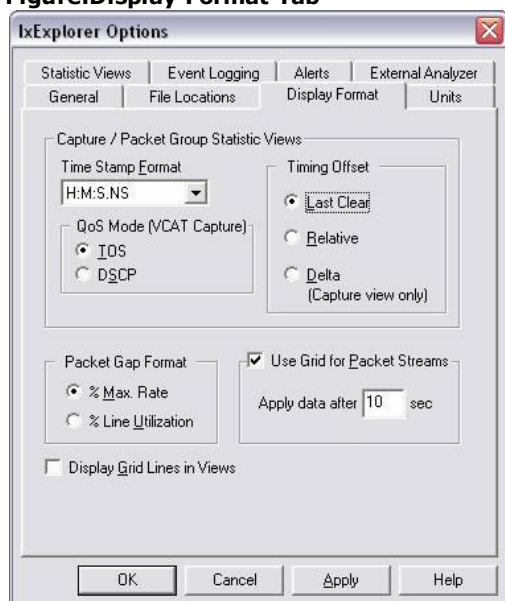 Figure:Display Format Tab
IxExplorer Options
Statistic Views
Event Logging
Alerts
External Analyzer
General
File Locations
Display Format
Units
Capture / Packet Group Statistic Views
Time Stamp Format
H:M:S.NS
QoS Mode (VCAT Capture)
TOS
DSCP
Timing Offset
Last Clear
Relative
Delta
(Capture view only)
Packet Gap Format
% Max. Rate
% Line Utilization
Use Grid for Packet Streams
Apply data after 10 sec
Display Grid Lines in Views
OK
Cancel
Apply
Help